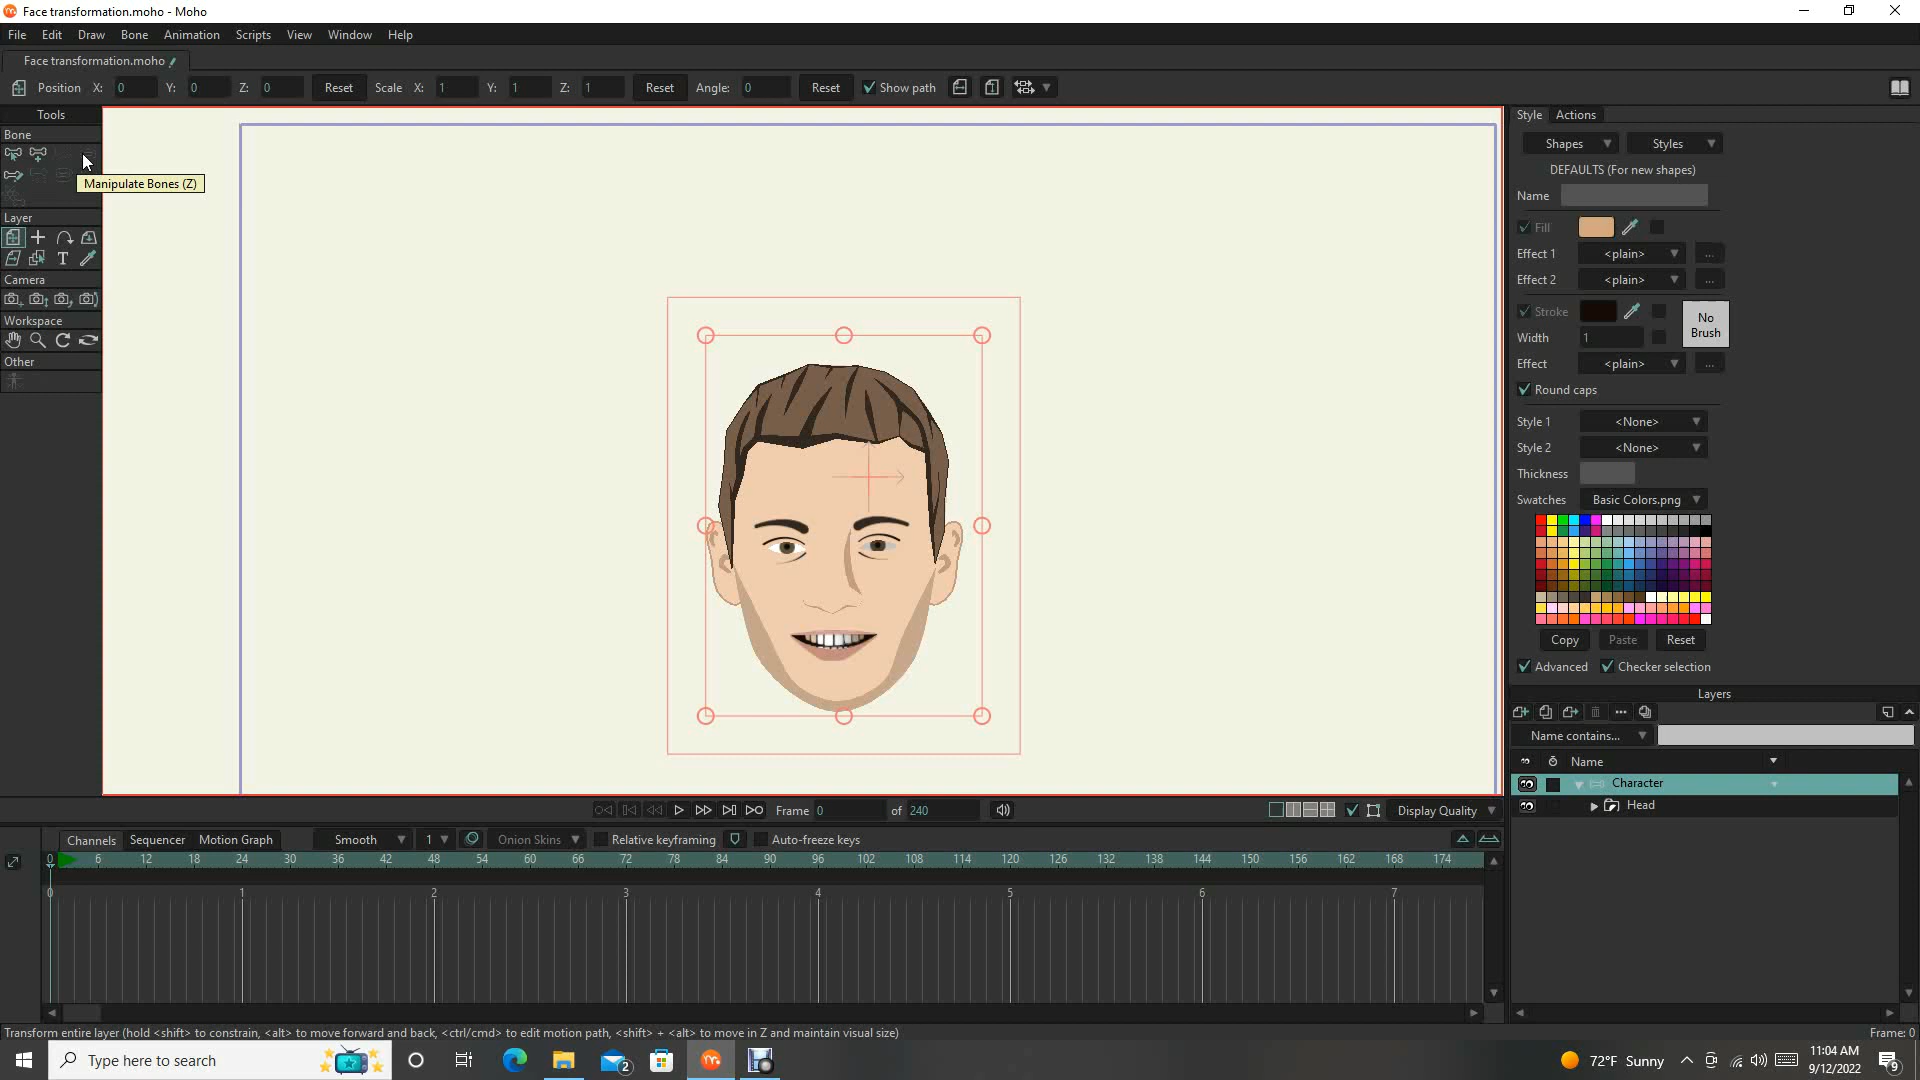 Face transformation.moho - Moho
File Edit Draw Bone Animation Scripts View Window Help
Face transformation.moho
Position X: 0 Y: 0 Z: 0 Reset Scale X: 1 Y: 1 Z: 1 Reset Angle: 0 Reset Show path
Tools
Bone
Manipulate Bones (Z)
Layer
T
Camera
Workspace
Other
Style Actions
Shapes Styles
DEFAULTS (For new shapes)
Name
Fill
Effect 1 <plain> ...
Effect 2 <plain> ...
Stroke
No Brush
Width 1
Effect <plain> ...
Round caps
Style 1 <None>
Style 2 <None>
Thickness
Swatches Basic Colors.png
Copy Paste Reset
Advanced Checker selection
Layers
Name contains...
Name
Character
Head
Frame 0 of 240 Display Quality
Channels Sequencer Motion Graph Smooth 1 Onion Skins Relative keyframing Auto-freeze keys
0 6 12 18 24 30 36 42 48 54 60 66 72 78 84 90 96 102 108 114 120 126 132 138 144 150 156 162 168 174
0 1 2 3 4 5 6 7
Transform entire layer (hold <shift> to constrain, <alt> to move forward and back, <ctrl/cmd> to edit motion path, <shift> + <alt> to move in Z and maintain visual size)
Frame: 0
Type here to search
2
72°F Sunny
11:04 AM
9/12/2022
9